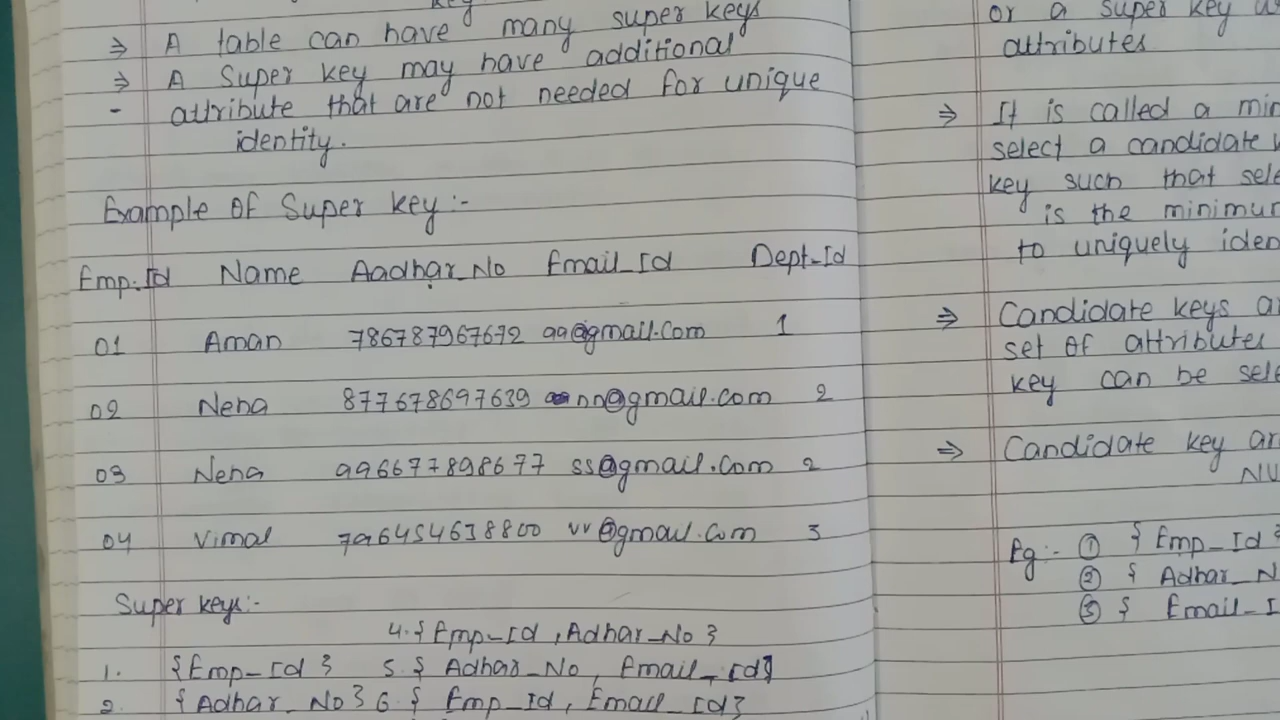 key
⇒ A table can have many super keys
⇒ A Super key may have additional
- attribute that are not needed for unique
identity.
Example of Super key :-
Emp_Id Name Aadhar_No Email_Id Dept_Id
01 Aman 786787967672 aa@gmail.com 1
02 Nena 877678697639 nn@gmail.com 2
03 Nena 996677898677 ss@gmail.com 2
04 Vimal 796454638800 vv@gmail.com 3
Super keys:-
4. { Emp_Id , Adhar_No }
1. {Emp_Id } 5. { Adhar_No, Email_Id}
2. { Adhar_No } 6. { Emp_Id, Email_Id}
or a super key
attributes
⇒ It is called a min
select a candidate
key such that sele
is the minimum
to uniquely iden
⇒ Candidate keys a
set of attributes
key can be sele
⇒ Candidate key ar
NU
Eg:- ① { Emp_Id }
② { Adhar_N
③ { Email_I